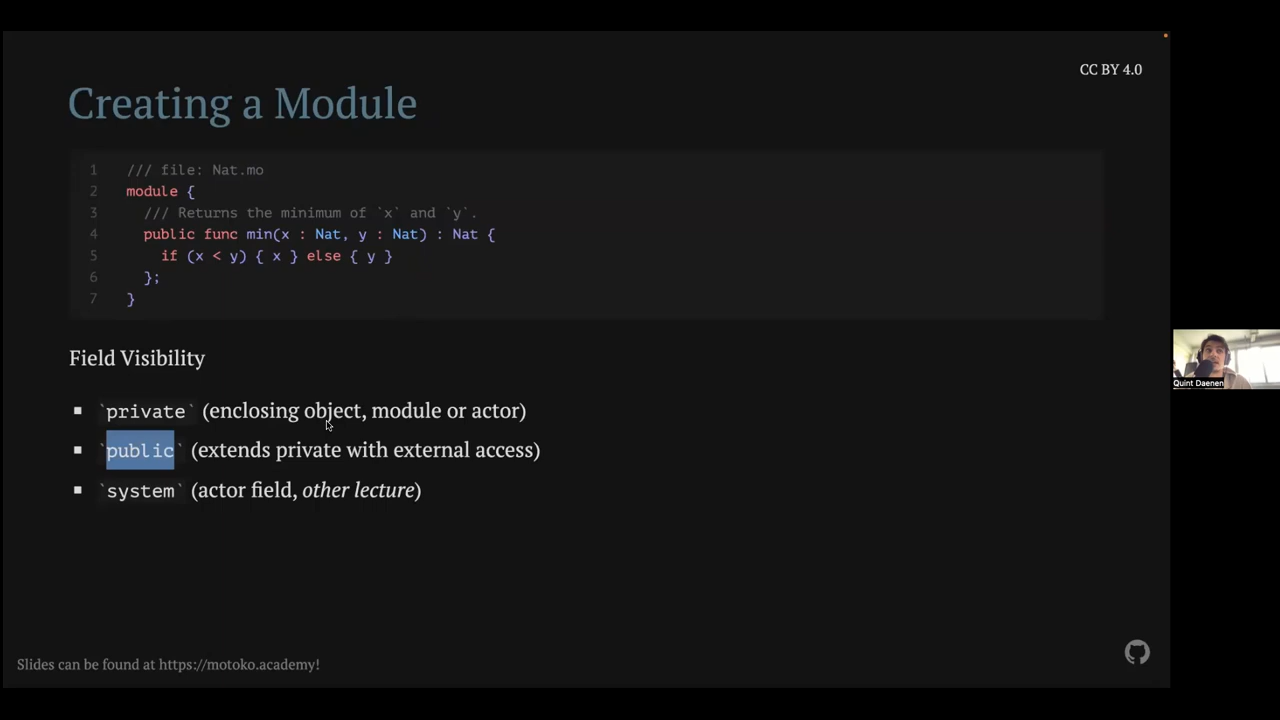 CC BY 4.0
Creating a Module
1 /// file: Nat.mo
2 module {
3 /// Returns the minimum of `x` and `y`.
4 public func min(x : Nat, y : Nat) : Nat {
5 if (x < y) { x } else { y }
6 };
7 }
Field Visibility
▪ `private` (enclosing object, module or actor)
▪ `public` (extends private with external access)
▪ `system` (actor field, other lecture)
Quint Daenen
Slides can be found at https://motoko.academy!